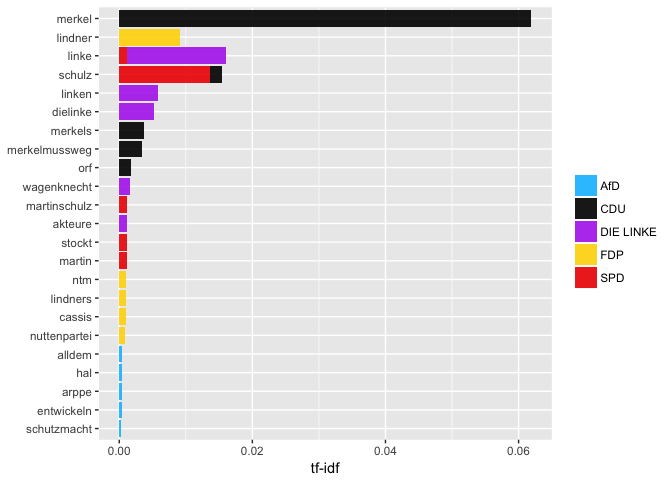 merkel
lindner
linke
schulz
linken
dielinke
merkels
merkelmussweg
orf
wagenknecht
martinschulz
akteure
stockt
martin
ntm
lindners
cassis
nuttenpartei
alldem
hal
arppe
entwickeln
schutzmacht
0.00 0.02 0.04 0.06
tf-idf
AfD
CDU
DIE LINKE
FDP
SPD